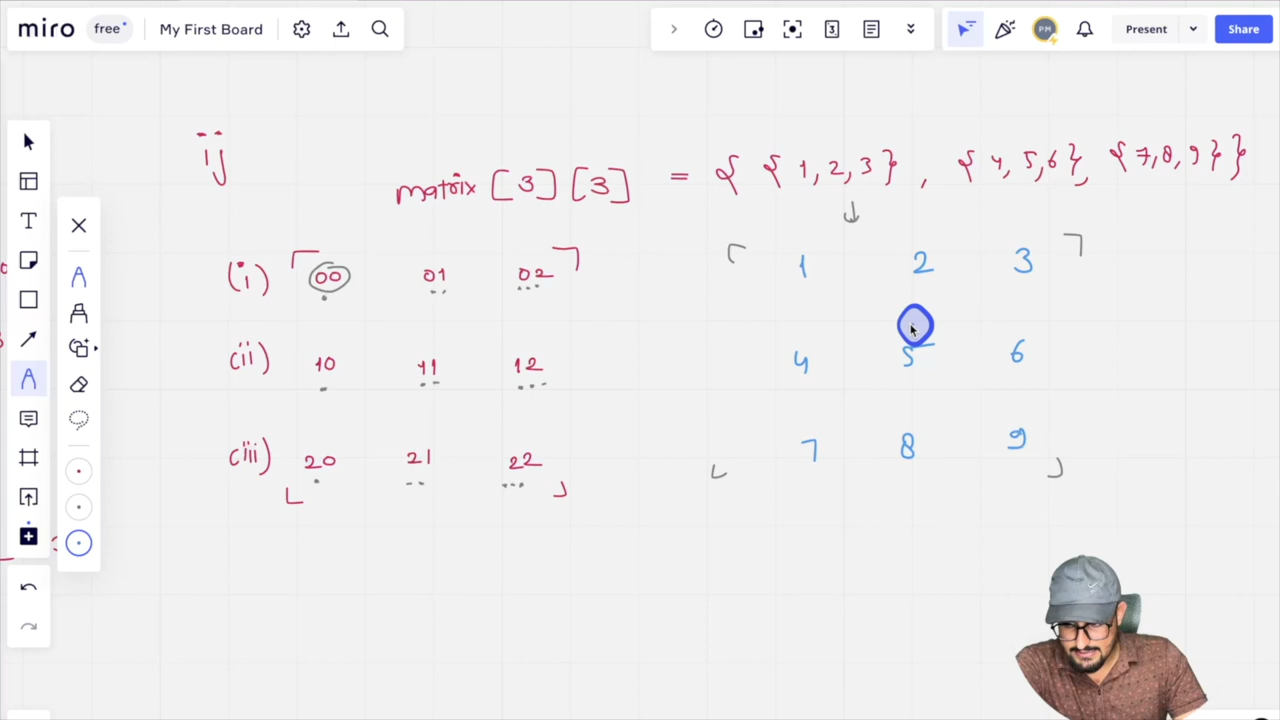 miro free My First Board 3 PM Present Share
ij
matrix [3] [3] = { { 1, 2, 3 } , { 4, 5, 6 }, { 7, 8, 9 } }
(i) 00 01 02 1 2 3
(ii) 10 11 12 4 5 6
(iii) 20 21 22 7 8 9